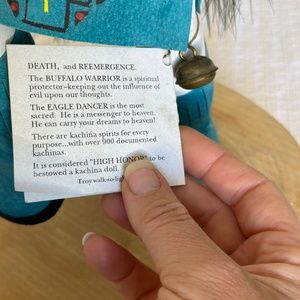 DEATH, and REEMERGENCE.
The BUFFALO WARRIOR is a spiritual
protector-keeping out the influence of
evil upon our thoughts.
The EAGLE DANCER is the most
sacred. He is a messenger to heaven.
He can carry your dreams to heaven!
There are kachina spirits for every
purpose...with over 900 documented
kachinas.
It is considered "HIGH HONOR" to be
bestowed a kachina doll.
Troy walk-to-light